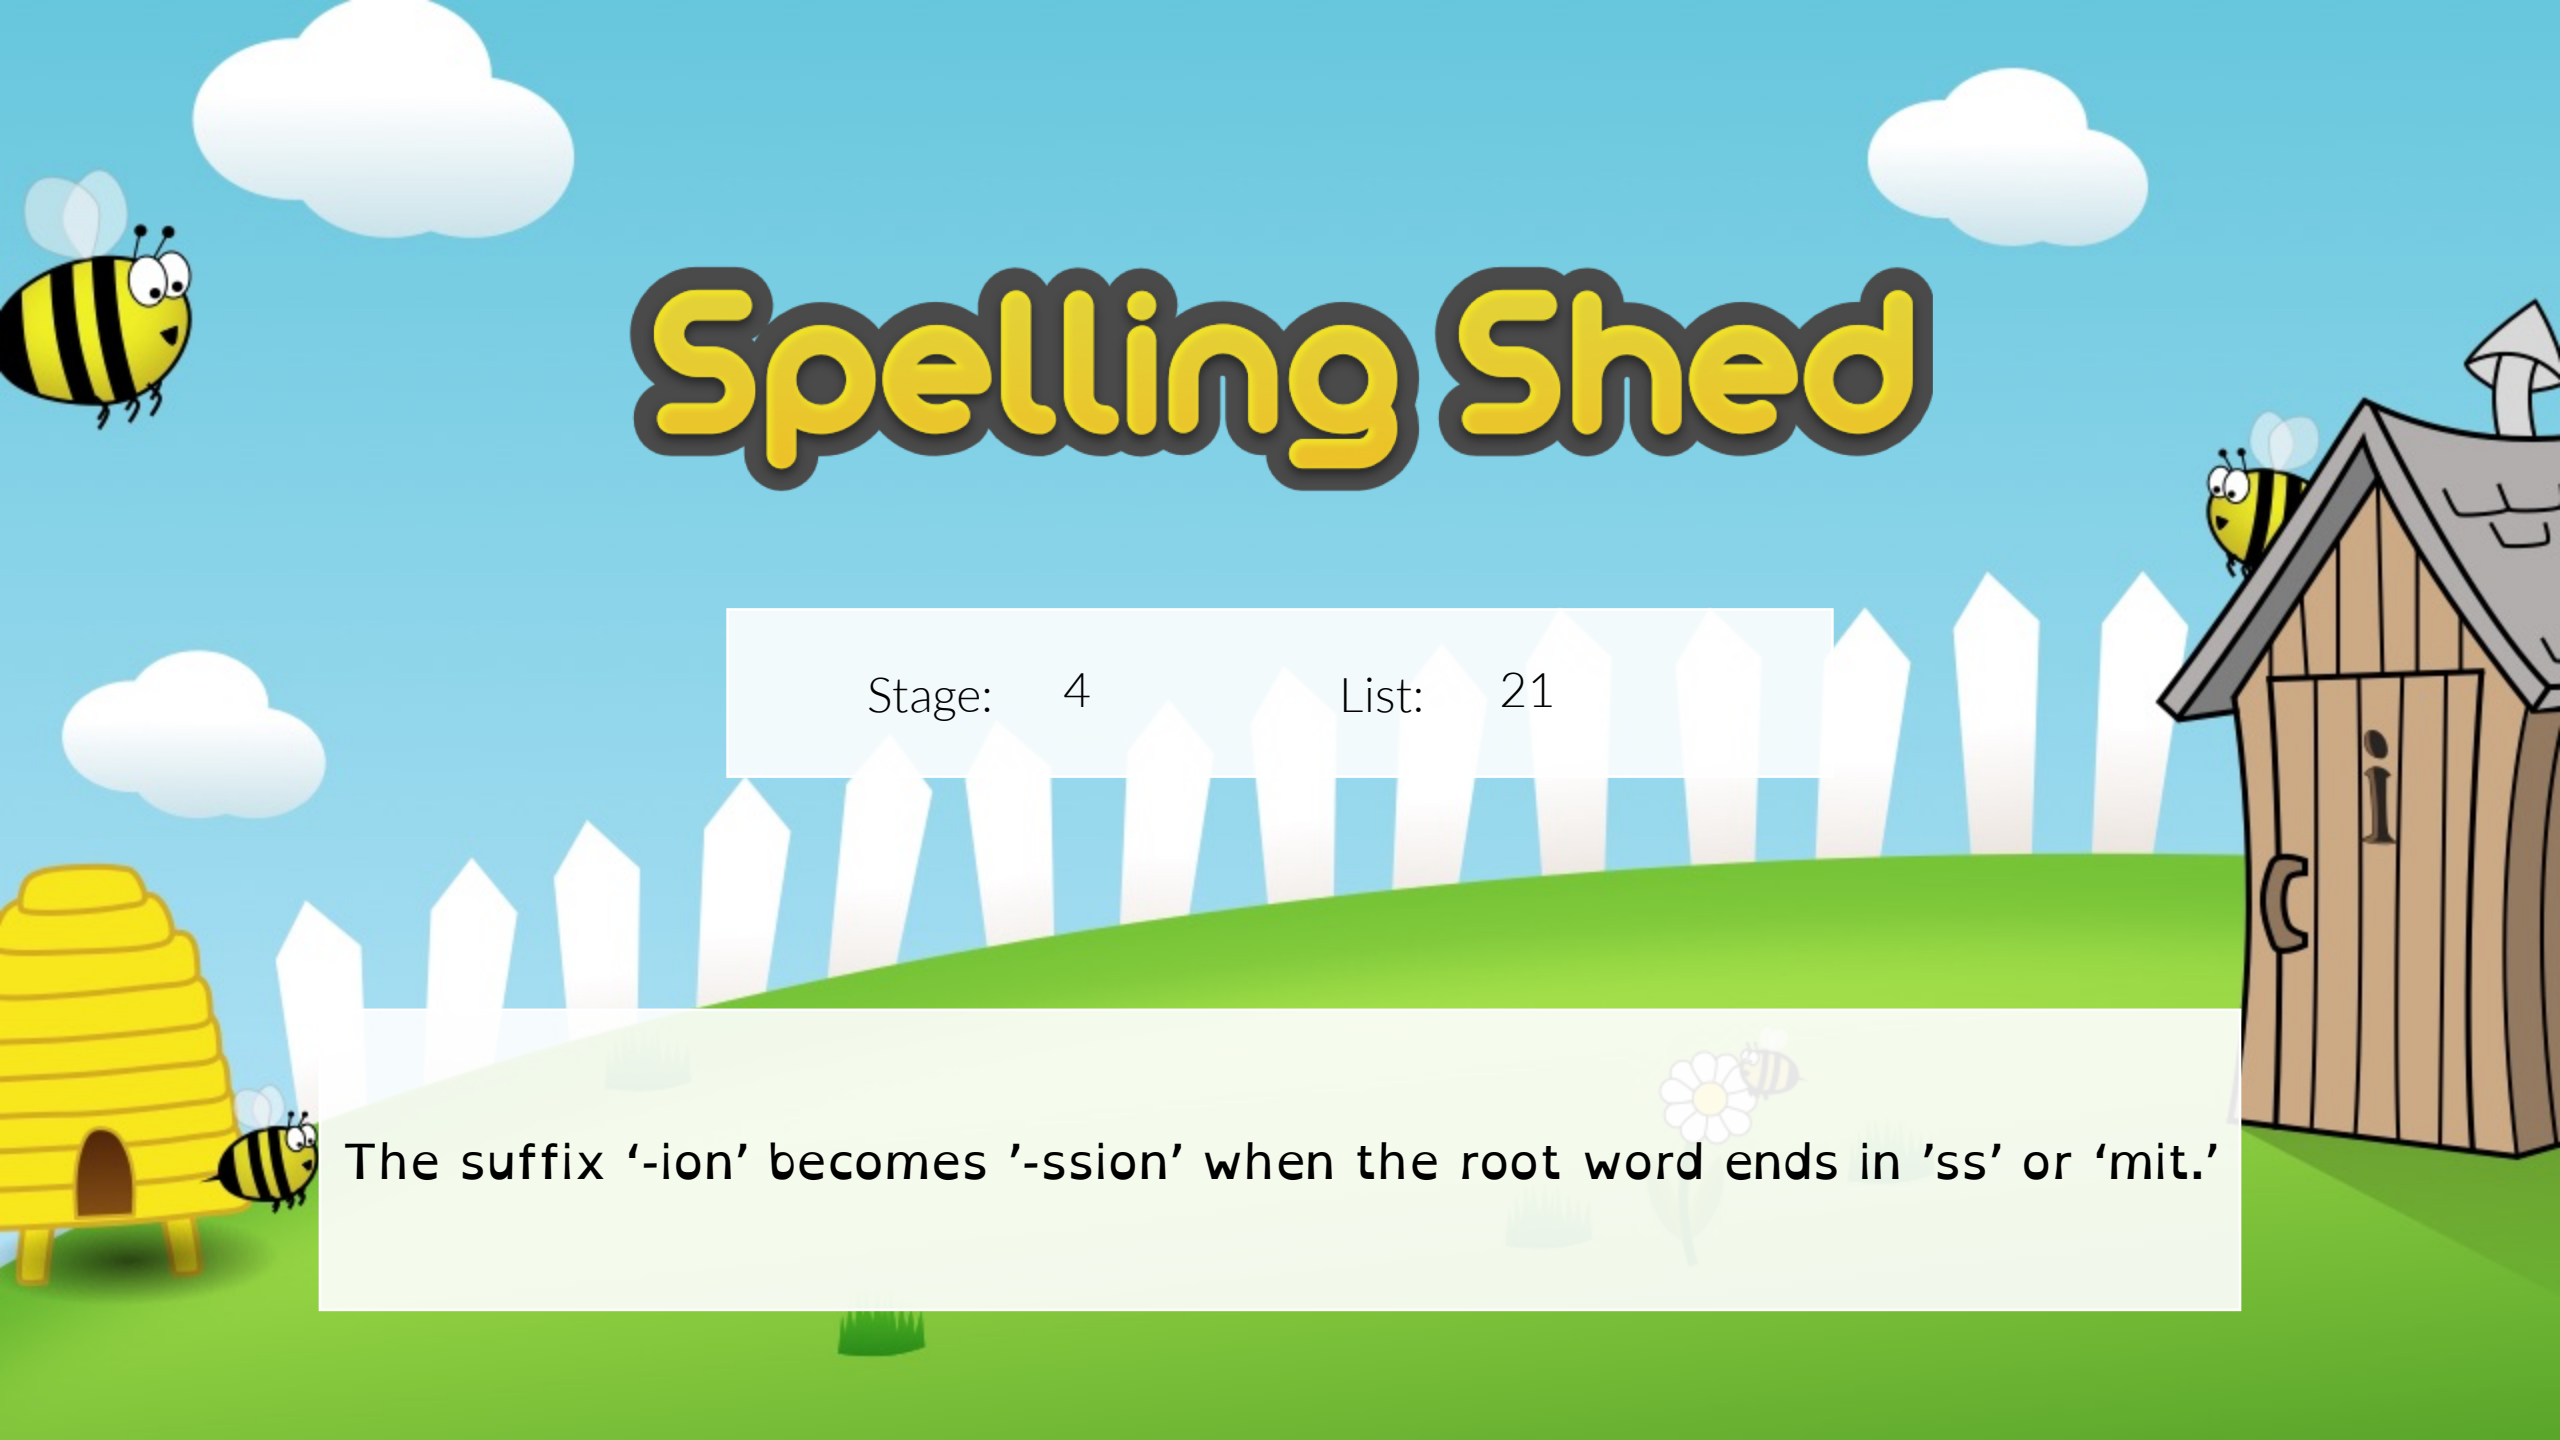 Spelling Shed
Stage: 4 List: 21
i
The suffix ‘-ion’ becomes ’-ssion’ when the root word ends in ’ss’ or ‘mit.’